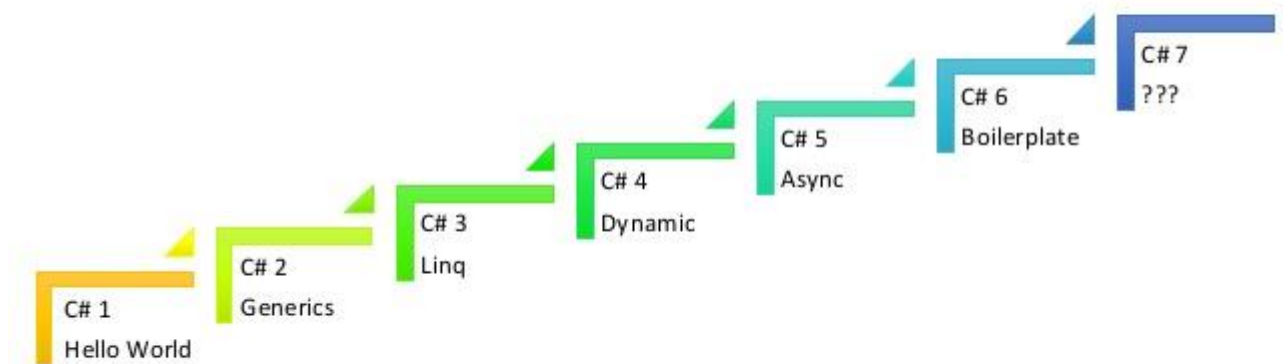 C# 1
Hello World
C# 2
Generics
C# 3
Linq
C# 4
Dynamic
C# 5
Async
C# 6
Boilerplate
C# 7
???